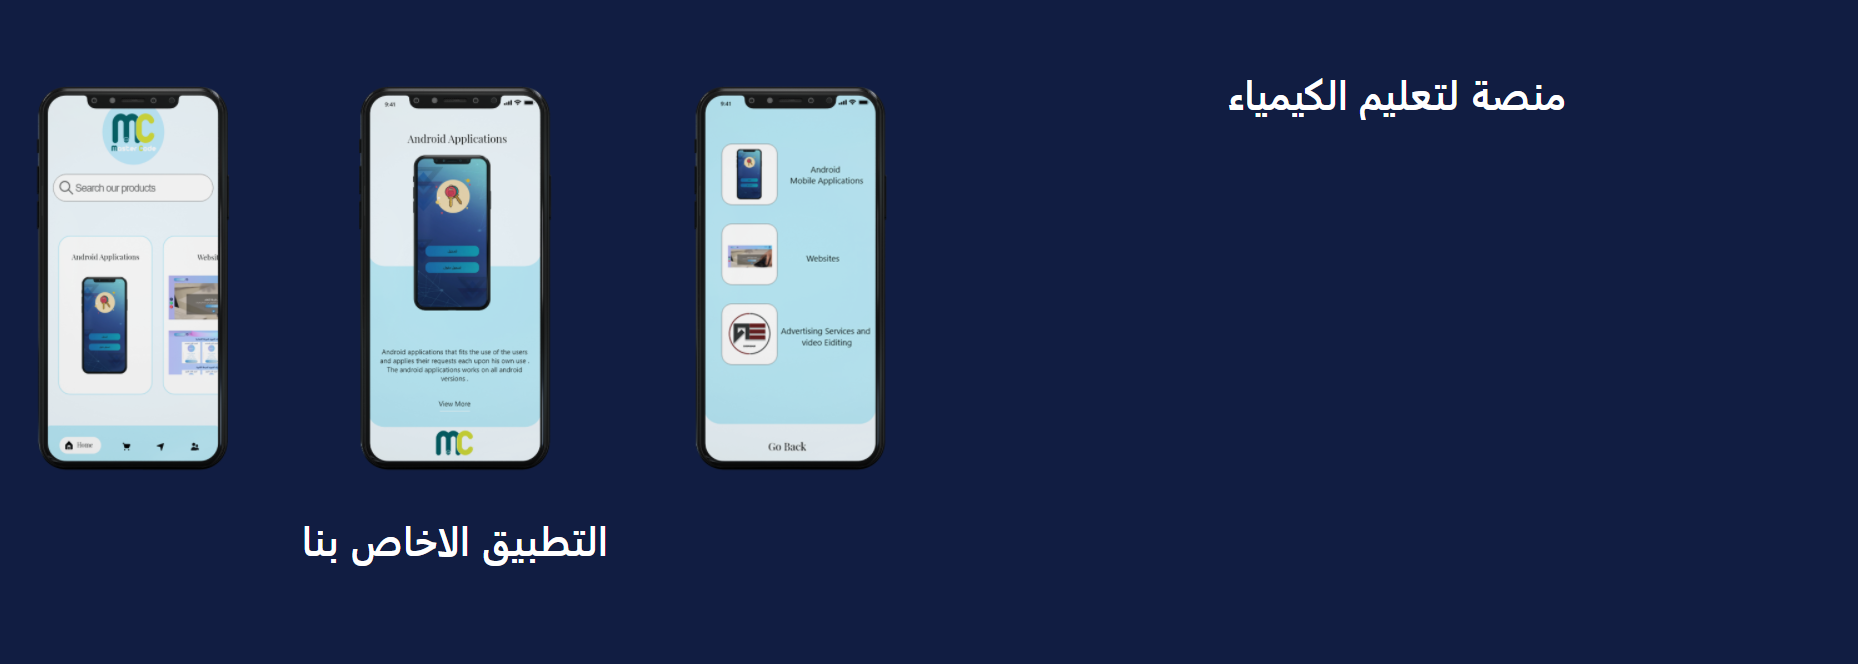 منصة لتعليم الكيمياء
MC
Master Code
Search our products
Android Applications
Websit
Home
9:41
Android Applications
Android applications that fits the use of the users
and applies their requests each upon his own use .
The android applications works on all android
versions .
View More
MC
9:41
Android
Mobile Applications
Websites
Advertising Services and
video Eiditing
Go Back
التطبيق الاخاص بنا